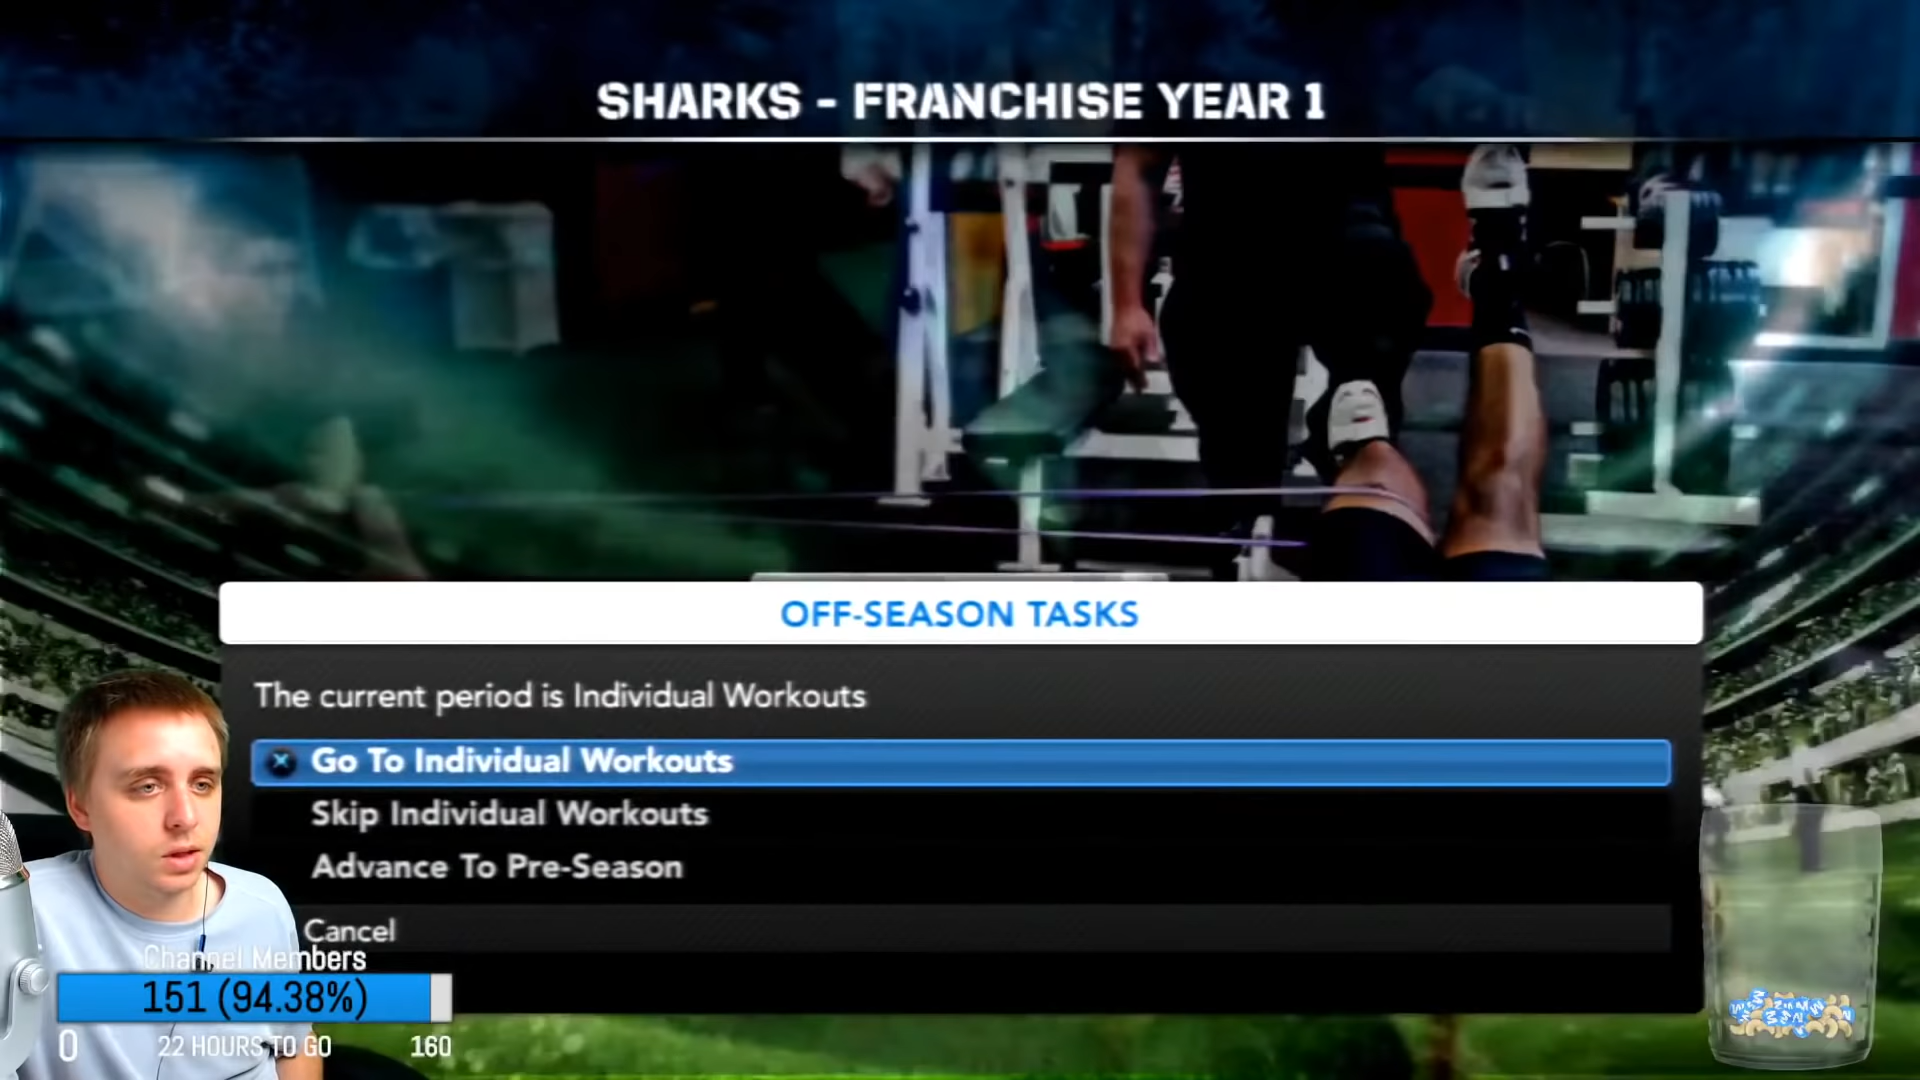 SHARKS - FRANCHISE YEAR 1
OFF-SEASON TASKS
The current period is Individual Workouts
Go To Individual Workouts
Skip Individual Workouts
Advance To Pre-Season
Cancel
Channel Members
151 (94.38%)
0 22 HOURS TO GO 160